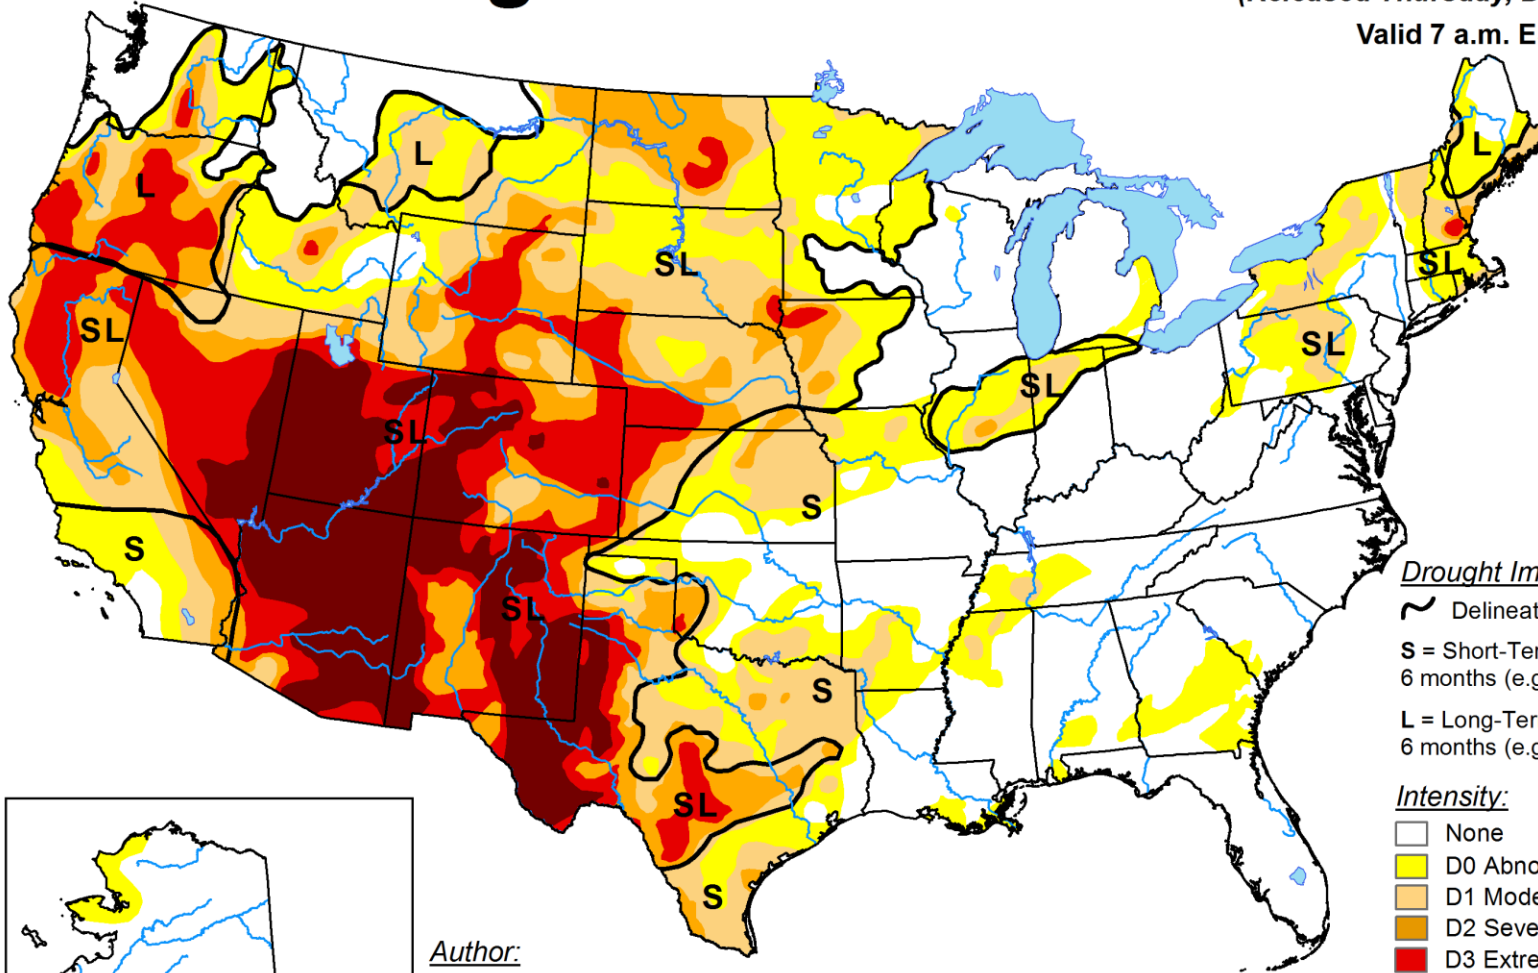 Valid 7 a.m. E
L
L
L
SL
SL
SL
SL
SL
SL
S
S
SL
S
SL
S
Drought Im
Delineat
S = Short-Ter
6 months (e.g
L = Long-Ter
6 months (e.g
Intensity:
None
D0 Abno
D1 Mode
D2 Seve
D3 Extre
Author: